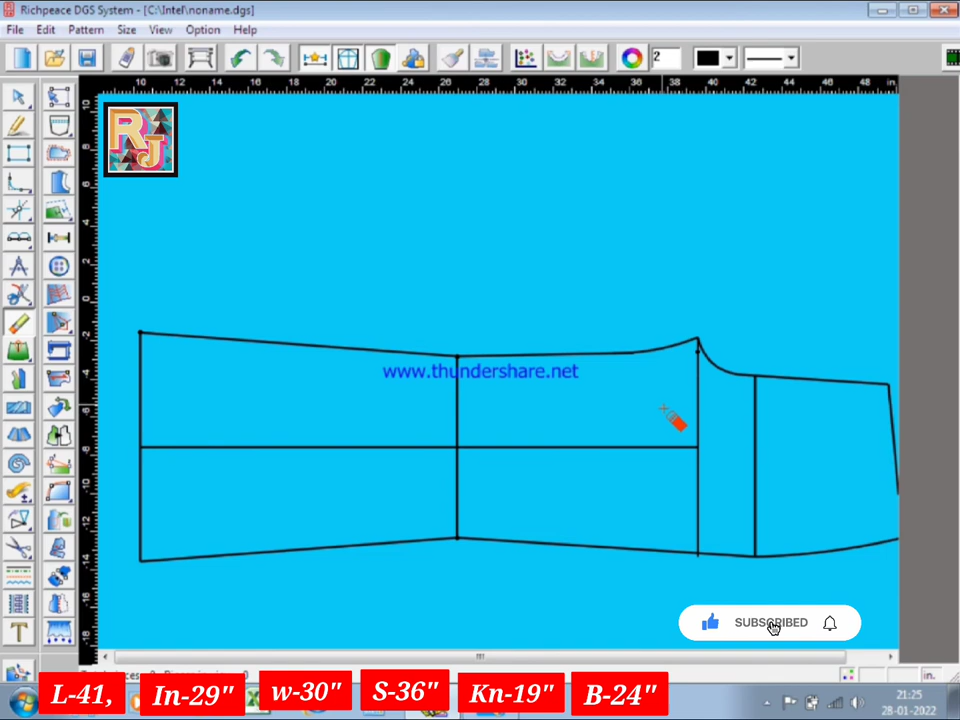 Richpeace DGS System - [C:\Intel\noname.dgs]
File Edit Pattern Size View Option Help
2
10 12 14 16 18 20 22 24 26 28 30 32 34 36 38 40 42 44 46 48 in.
RJ
www.thundershare.net
SUBSCRIBED
in.
L-41, In-29" w-30" S-36" Kn-19" B-24"
21:25
28-01-2022